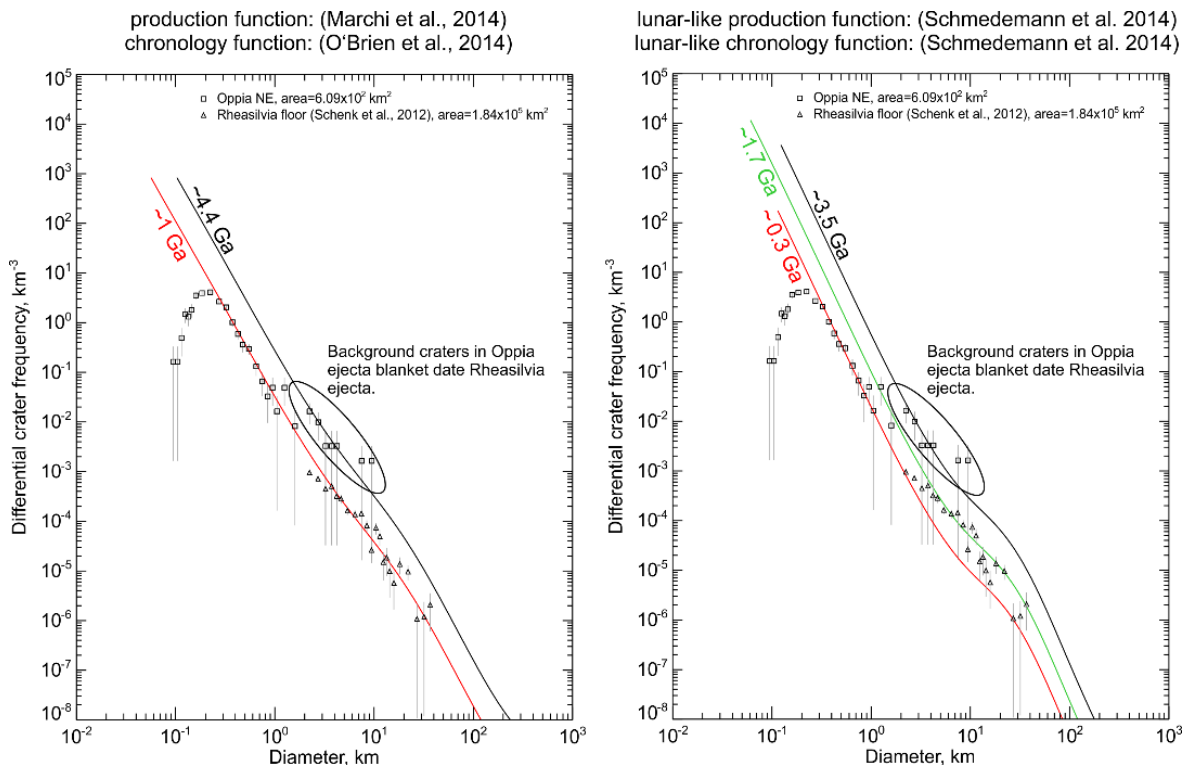 production function: (Marchi et al., 2014)
chronology function: (O‘Brien et al., 2014)
Differential crater frequency, km⁻³
10⁵
10⁴
10³
10²
10¹
10⁰
10⁻¹
10⁻²
10⁻³
10⁻⁴
10⁻⁵
10⁻⁶
10⁻⁷
10⁻⁸
Oppia NE, area=6.09x10² km²
Rheasilvia floor (Schenk et al., 2012), area=1.84x10⁵ km²
~1 Ga
~4.4 Ga
Background craters in Oppia
ejecta blanket date Rheasilvia
ejecta.
10⁻² 10⁻¹ 10⁰ 10¹ 10² 10³
Diameter, km
lunar-like production function: (Schmedemann et al. 2014)
lunar-like chronology function: (Schmedemann et al. 2014)
Differential crater frequency, km⁻³
10⁵
10⁴
10³
10²
10¹
10⁰
10⁻¹
10⁻²
10⁻³
10⁻⁴
10⁻⁵
10⁻⁶
10⁻⁷
10⁻⁸
Oppia NE, area=6.09x10² km²
Rheasilvia floor (Schenk et al., 2012), area=1.84x10⁵ km²
~1.7 Ga
~0.3 Ga
~3.5 Ga
Background craters in Oppia
ejecta blanket date Rheasilvia
ejecta.
10⁻² 10⁻¹ 10⁰ 10¹ 10² 10³
Diameter, km